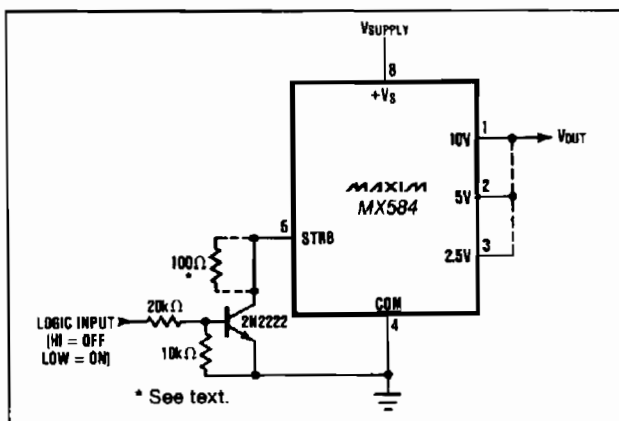 VSUPPLY
8
+VS
10V 1
VOUT
MAXIM
MX584
5V 2
5 STRB
2.5V 3
100Ω
*
COM
4
20kΩ
2N2222
LOGIC INPUT
[HI = OFF
LOW = ON]
10kΩ
* See text.